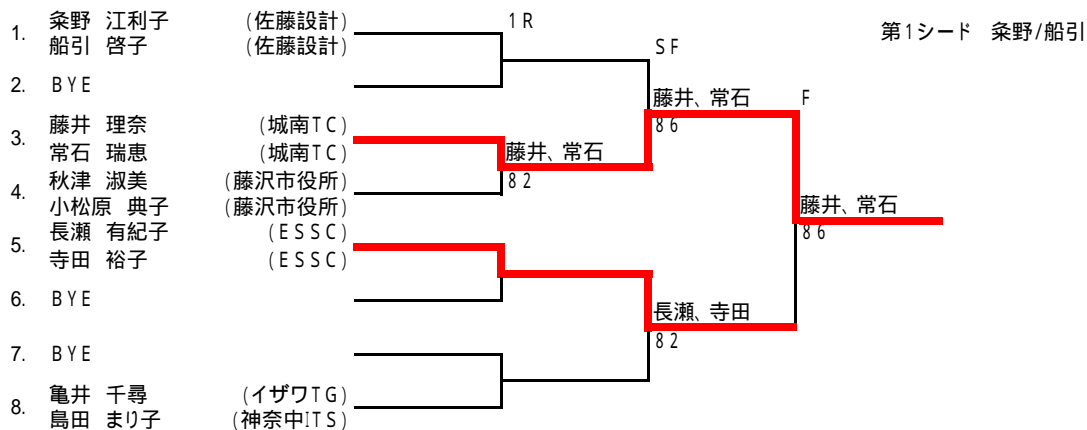 1R
第1シード 粂野/船引
1. 粂野 江利子 (佐藤設計)
船引 啓子 (佐藤設計)
SF
2. BYE
藤井、常石
F
86
3. 藤井 理奈 (城南TC)
常石 瑞恵 (城南TC)
藤井、常石
82
4. 秋津 淑美 (藤沢市役所)
小松原 典子 (藤沢市役所)
藤井、常石
86
5. 長瀬 有紀子 (ESSC)
寺田 裕子 (ESSC)
6. BYE
長瀬、寺田
82
7. BYE
8. 亀井 千尋 (イザワTG)
島田 まり子 (神奈中ITS)